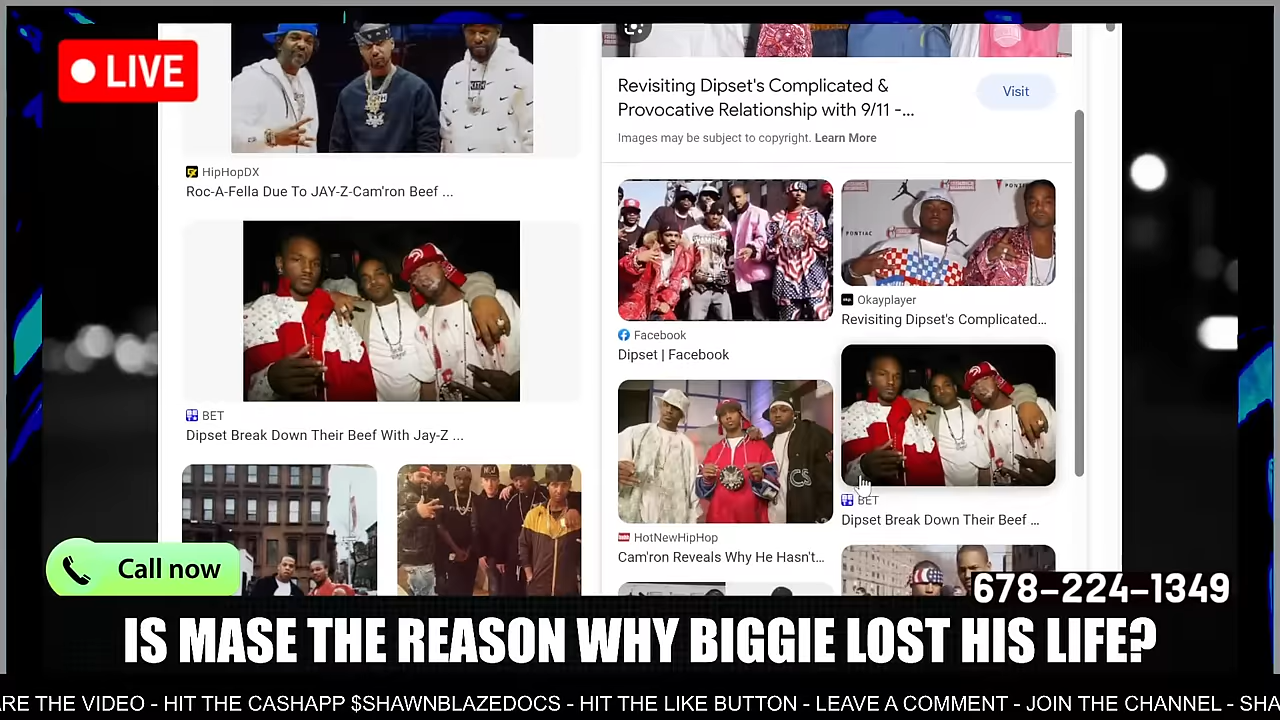 LIVE
HipHopDX
Roc-A-Fella Due To JAY-Z-Cam'ron Beef ...
BET
Dipset Break Down Their Beef With Jay-Z ...
Revisiting Dipset's Complicated &
Provocative Relationship with 9/11 -...
Visit
Images may be subject to copyright. Learn More
PONTIAC
PONT
Facebook
Dipset | Facebook
Okayplayer
Revisiting Dipset's Complicated...
HotNewHipHop
Cam'ron Reveals Why He Hasn't...
BET
Dipset Break Down Their Beef ...
Call now
678-224-1349
IS MASE THE REASON WHY BIGGIE LOST HIS LIFE?
RE THE VIDEO - HIT THE CASHAPP $SHAWNBLAZEDOCS - HIT THE LIKE BUTTON - LEAVE A COMMENT - JOIN THE CHANNEL - SHA